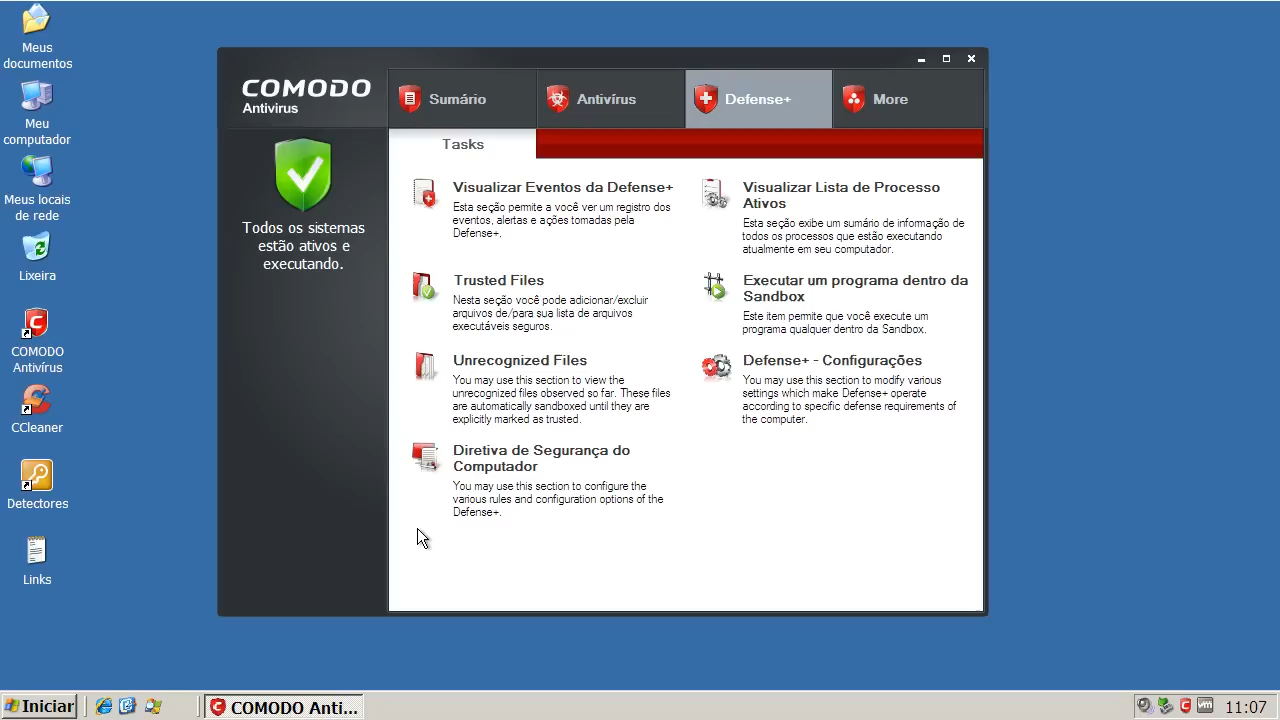 Meus
documentos
Meu
computador
Meus locais
de rede
Lixeira
COMODO
Antivírus
CCleaner
Detectores
Links
COMODO
Antivirus
Todos os sistemas
estão ativos e
executando.
Sumário
Antivírus
Defense+
More
Tasks
Visualizar Eventos da Defense+
Esta seção permite a você ver um registro dos
eventos, alertas e ações tomadas pela
Defense+.
Trusted Files
Nesta seção você pode adicionar/excluir
arquivos de/para sua lista de arquivos
executáveis seguros.
Unrecognized Files
You may use this section to view the
unrecognized files observed so far. These files
are automatically sandboxed until they are
explicitly marked as trusted.
Diretiva de Segurança do
Computador
You may use this section to configure the
various rules and configuration options of the
Defense+.
Visualizar Lista de Processo
Ativos
Esta seção exibe um sumário de informação de
todos os processos que estão executando
atualmente em seu computador.
Executar um programa dentro da
Sandbox
Este item permite que você execute um
programa qualquer dentro da Sandbox.
Defense+ - Configurações
You may use this section to modify various
settings which make Defense+ operate
according to specific defense requirements of
the computer.
Iniciar
COMODO Anti...
vm
11:07